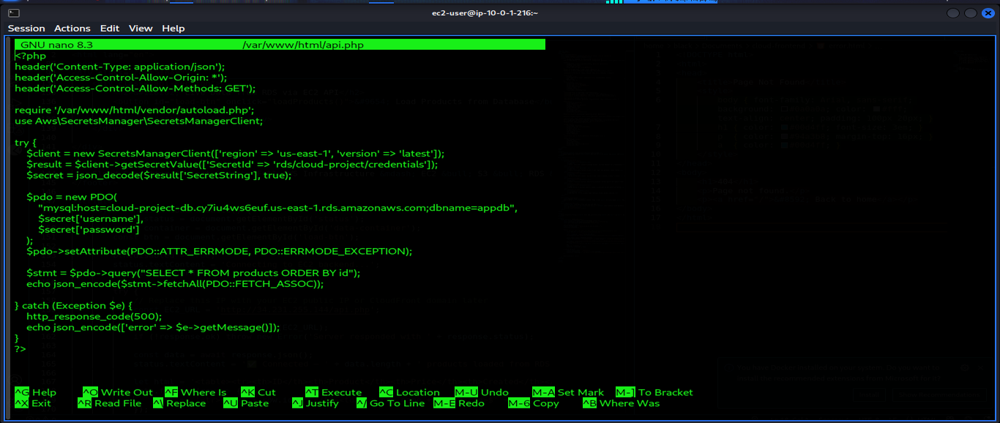 ec2-user@ip-10-0-1-216:~
Session Actions Edit View Help
GNU nano 8.3 /var/www/html/api.php
<?php
header('Content-Type: application/json');
header('Access-Control-Allow-Origin: *');
header('Access-Control-Allow-Methods: GET');
require '/var/www/html/vendor/autoload.php';
use Aws\SecretsManager\SecretsManagerClient;
try {
$client = new SecretsManagerClient(['region' => 'us-east-1', 'version' => 'latest']);
$result = $client->getSecretValue(['SecretId' => 'rds/cloud-project/credentials']);
$secret = json_decode($result['SecretString'], true);
$pdo = new PDO(
"mysql:host=cloud-project-db.cy7iu4ws6euf.us-east-1.rds.amazonaws.com;dbname=appdb",
$secret['username'],
$secret['password']
);
$pdo->setAttribute(PDO::ATTR_ERRMODE, PDO::ERRMODE_EXCEPTION);
$stmt = $pdo->query("SELECT * FROM products ORDER BY id");
echo json_encode($stmt->fetchAll(PDO::FETCH_ASSOC));
} catch (Exception $e) {
http_response_code(500);
echo json_encode(['error' => $e->getMessage()]);
}
?>
^G Help ^O Write Out ^F Where Is ^K Cut ^T Execute ^C Location M-U Undo M-A Set Mark M-] To Bracket
^X Exit ^R Read File ^\ Replace ^U Paste ^J Justify ^/ Go To Line M-E Redo M-6 Copy ^B Where Was